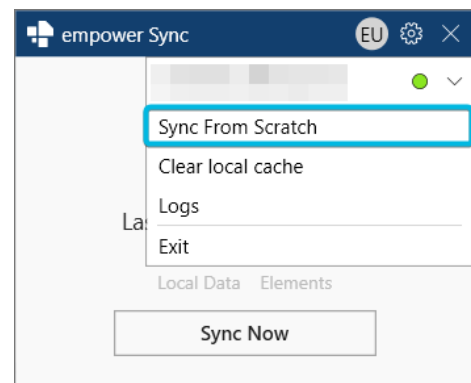 empower Sync EU
Sync From Scratch
Clear local cache
Logs
Exit
Local Data Elements
Sync Now